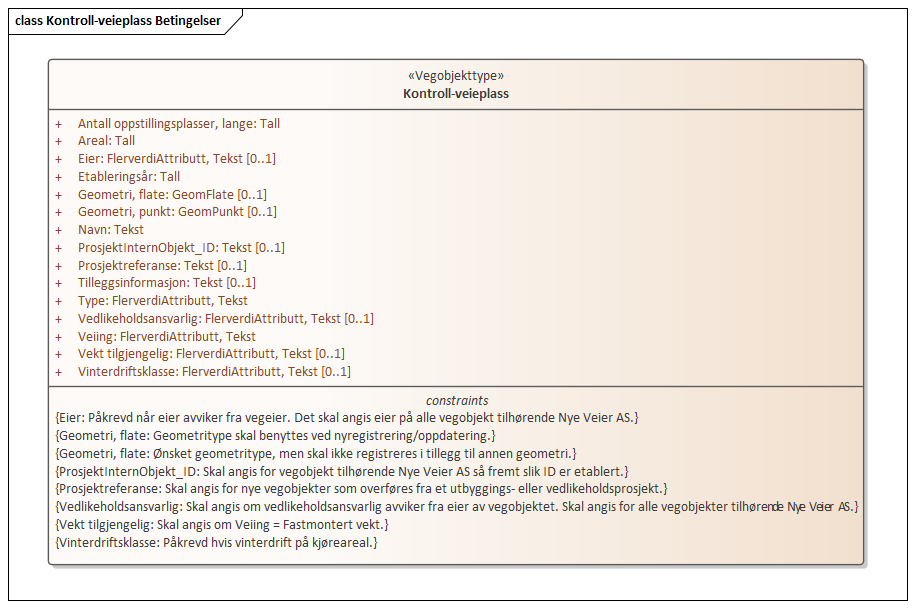 class Kontroll-veieplass Betingelser
«Vegobjekttype»
Kontroll-veieplass
+ Antall oppstillingsplasser, lange: Tall
+ Areal: Tall
+ Eier: FlerverdiAttributt, Tekst [0..1]
+ Etableringsår: Tall
+ Geometri, flate: GeomFlate [0..1]
+ Geometri, punkt: GeomPunkt [0..1]
+ Navn: Tekst
+ ProsjektInternObjekt_ID: Tekst [0..1]
+ Prosjektreferanse: Tekst [0..1]
+ Tilleggsinformasjon: Tekst [0..1]
+ Type: FlerverdiAttributt, Tekst
+ Vedlikeholdsansvarlig: FlerverdiAttributt, Tekst [0..1]
+ Veiing: FlerverdiAttributt, Tekst
+ Vekt tilgjengelig: FlerverdiAttributt, Tekst [0..1]
+ Vinterdriftsklasse: FlerverdiAttributt, Tekst [0..1]
constraints
{Eier: Påkrevd når eier avviker fra vegeier. Det skal angis eier på alle vegobjekt tilhørende Nye Veier AS.}
{Geometri, flate: Geometritype skal benyttes ved nyregistrering/oppdatering.}
{Geometri, flate: Ønsket geometritype, men skal ikke registreres i tillegg til annen geometri.}
{ProsjektInternObjekt_ID: Skal angis for vegobjekt tilhørende Nye Veier AS så fremt slik ID er etablert.}
{Prosjektreferanse: Skal angis for nye vegobjekter som overføres fra et utbyggings- eller vedlikeholdsprosjekt.}
{Vedlikeholdsansvarlig: Skal angis om vedlikeholdsansvarlig avviker fra eier av vegobjektet. Skal angis for alle vegobjekter tilhørende Nye Veier AS.}
{Vekt tilgjengelig: Skal angis om Veiing = Fastmontert vekt.}
{Vinterdriftsklasse: Påkrevd hvis vinterdrift på kjøreareal.}